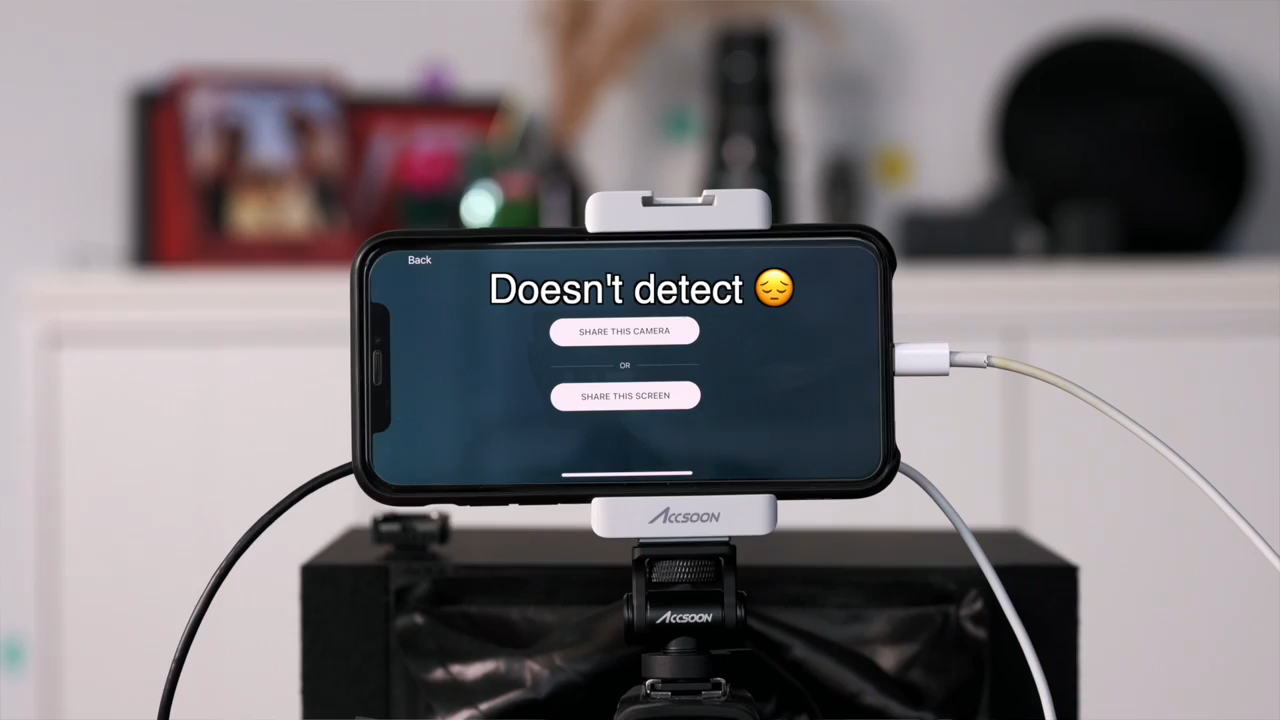 Back
Doesn't detect 😔
SHARE THIS CAMERA
OR
SHARE THIS SCREEN
ACCSOON
ACCSOON